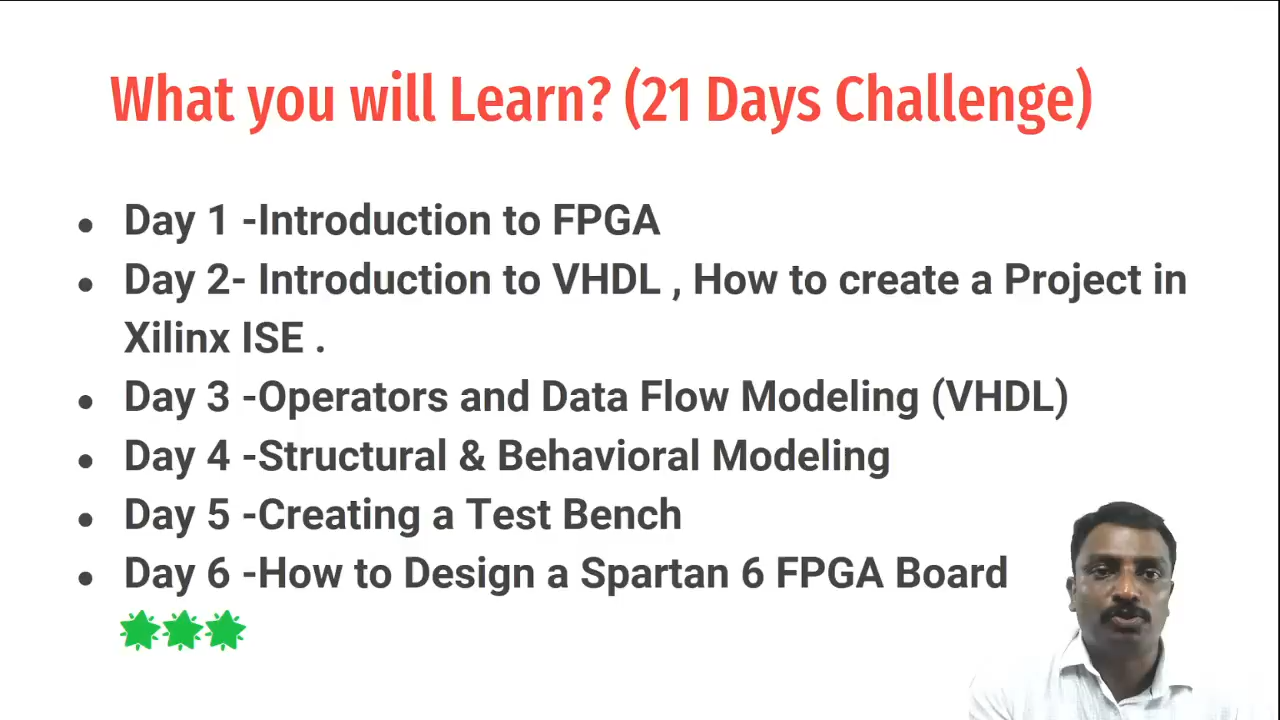 What you will Learn? (21 Days Challenge)
Day 1 -Introduction to FPGA
Day 2- Introduction to VHDL , How to create a Project in
Xilinx ISE .
Day 3 -Operators and Data Flow Modeling (VHDL)
Day 4 -Structural & Behavioral Modeling
Day 5 -Creating a Test Bench
Day 6 -How to Design a Spartan 6 FPGA Board